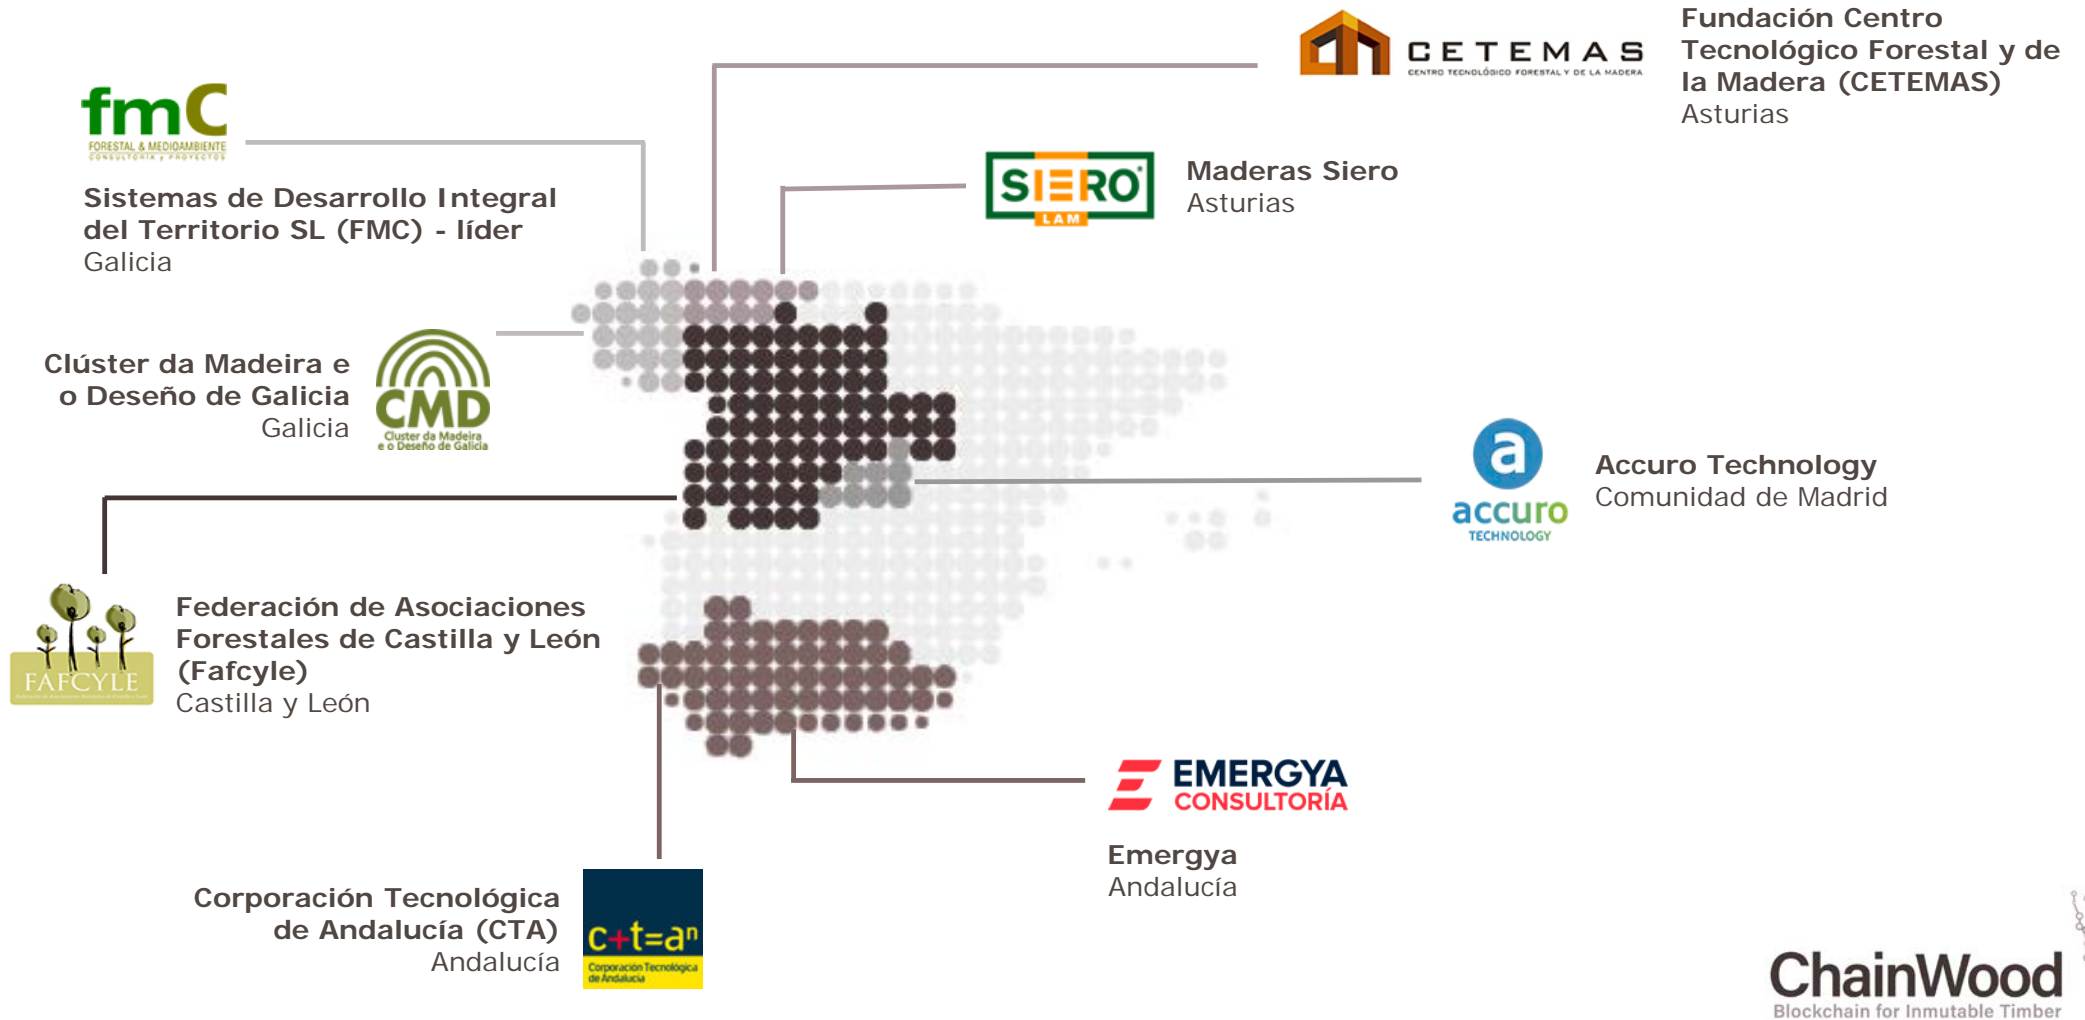 CETEMAS
CENTRO TECNOLÓGICO FORESTAL Y DE LA MADERA
Fundación Centro
Tecnológico Forestal y de
la Madera (CETEMAS)
Asturias
fmC
FORESTAL & MEDIOAMBIENTE
CONSULTORÍA y PROYECTOS
Sistemas de Desarrollo Integral
del Territorio SL (FMC) - líder
Galicia
SIERO
LAM
Maderas Siero
Asturias
Clúster da Madeira e
o Deseño de Galicia
Galicia
CMD
Cluster da Madeira
e o Deseño de Galicia
a
accuro
TECHNOLOGY
Accuro Technology
Comunidad de Madrid
FAFCYLE
Federación de Asociaciones
Forestales de Castilla y León
(Fafcyle)
Castilla y León
EMERGYA
CONSULTORÍA
Emergya
Andalucía
Corporación Tecnológica
de Andalucía (CTA)
Andalucía
c+t=aⁿ
Corporación Tecnológica
de Andalucía
ChainWood
Blockchain for Inmutable Timber